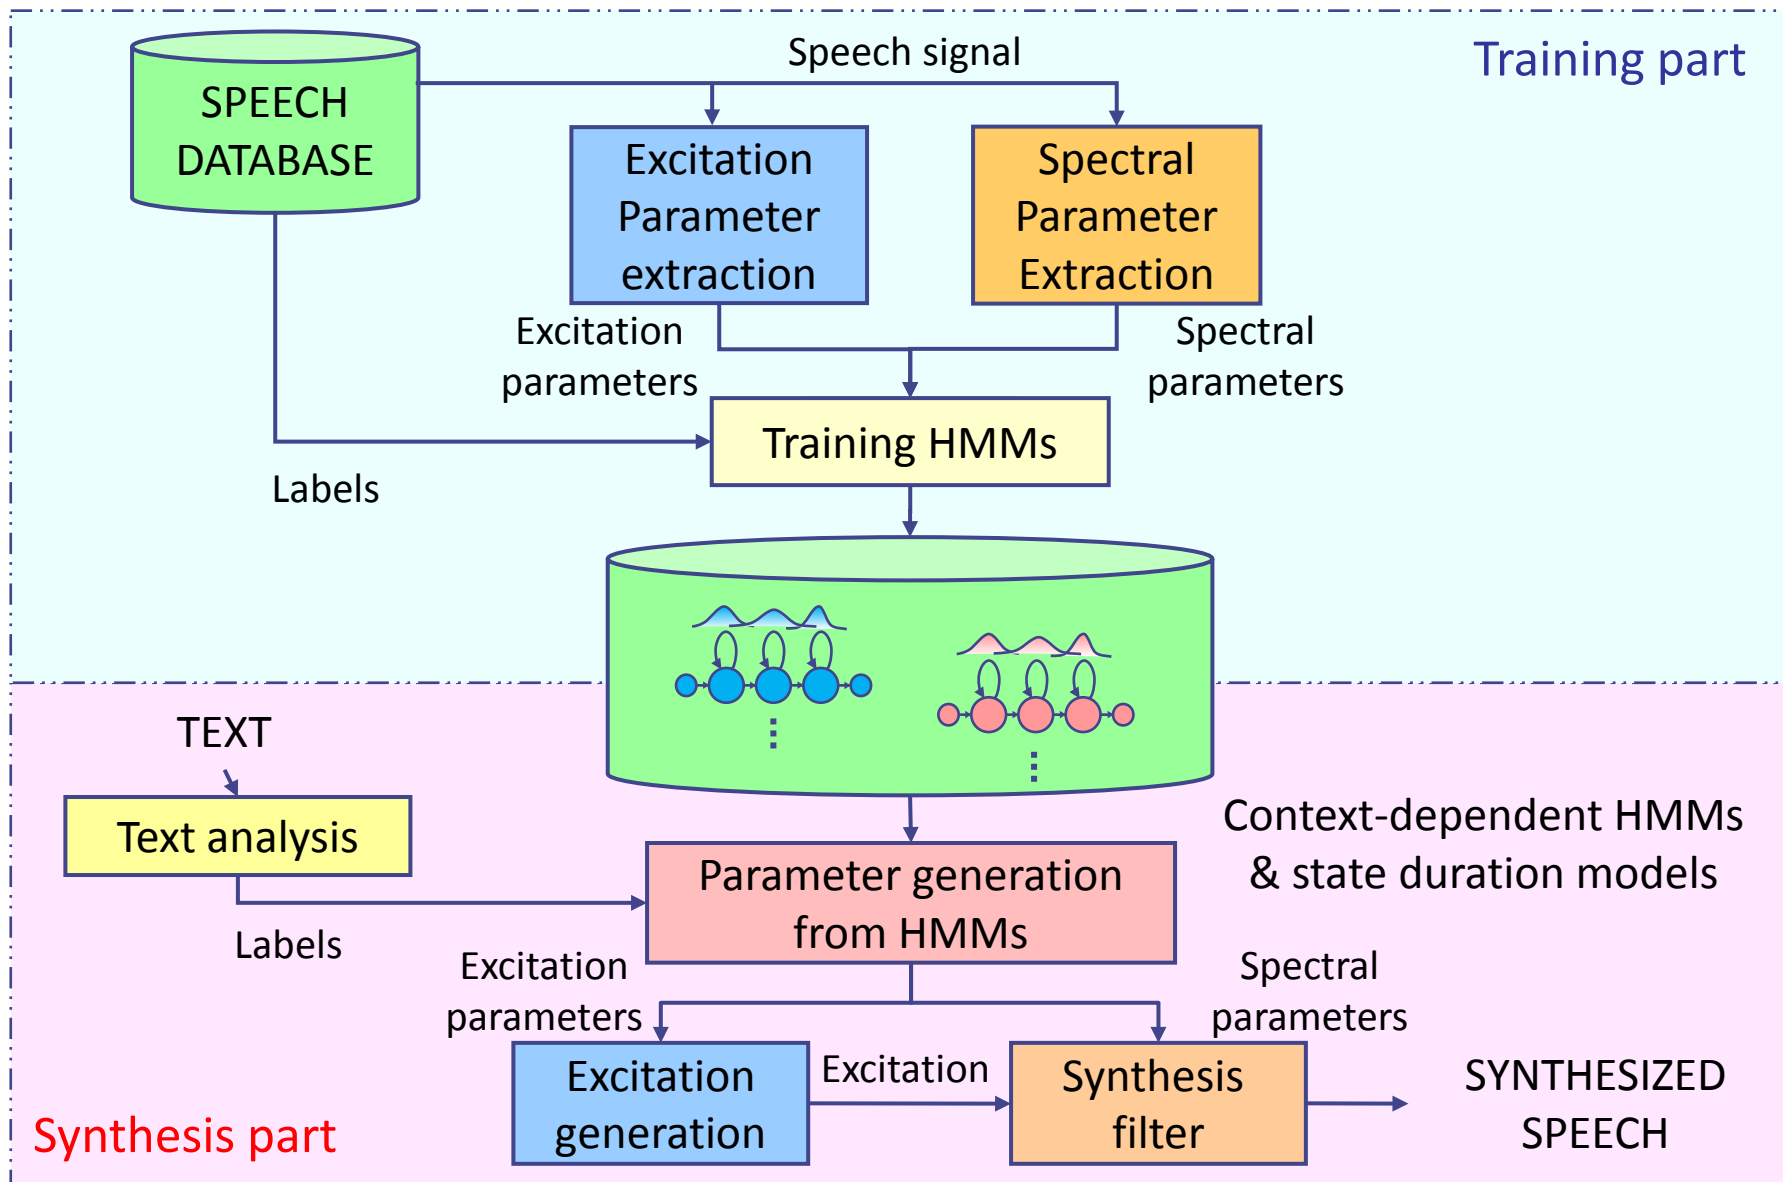 Speech signal
Training part
SPEECH
DATABASE
Excitation
Parameter
extraction
Spectral
Parameter
Extraction
Excitation
parameters
Spectral
parameters
Training HMMs
Labels
TEXT
Text analysis
Context-dependent HMMs
& state duration models
Parameter generation
from HMMs
Labels
Excitation
parameters
Spectral
parameters
Excitation
generation
Excitation
Synthesis
filter
SYNTHESIZED
SPEECH
Synthesis part